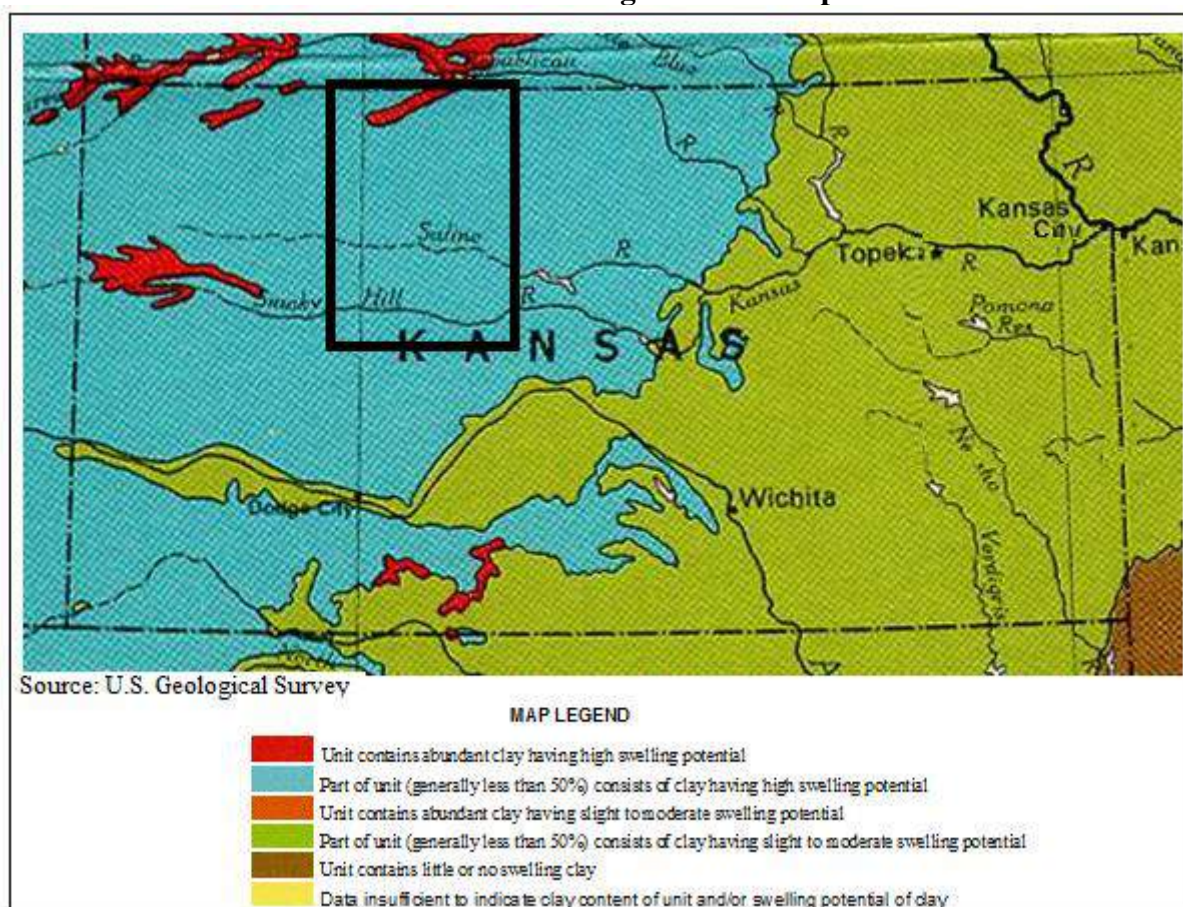 Republican
Blue
R
R
R
R
Kansas
City
Kan
Saline
R
Topeka
R
Smoky Hill R
Kansas
Pomona
Res
KANSAS
Neosho
Dodge City
Wichita
Verdigris
Source: U.S. Geological Survey
MAP LEGEND
Unit contains abundant clay having high swelling potential
Part of unit (generally less than 50%) consists of clay having high swelling potential
Unit contains abundant clay having slight to moderate swelling potential
Part of unit (generally less than 50%) consists of clay having slight to moderate swelling potential
Unit contains little or no swelling clay
Data insufficient to indicate clay content of unit and/or swelling potential of clay